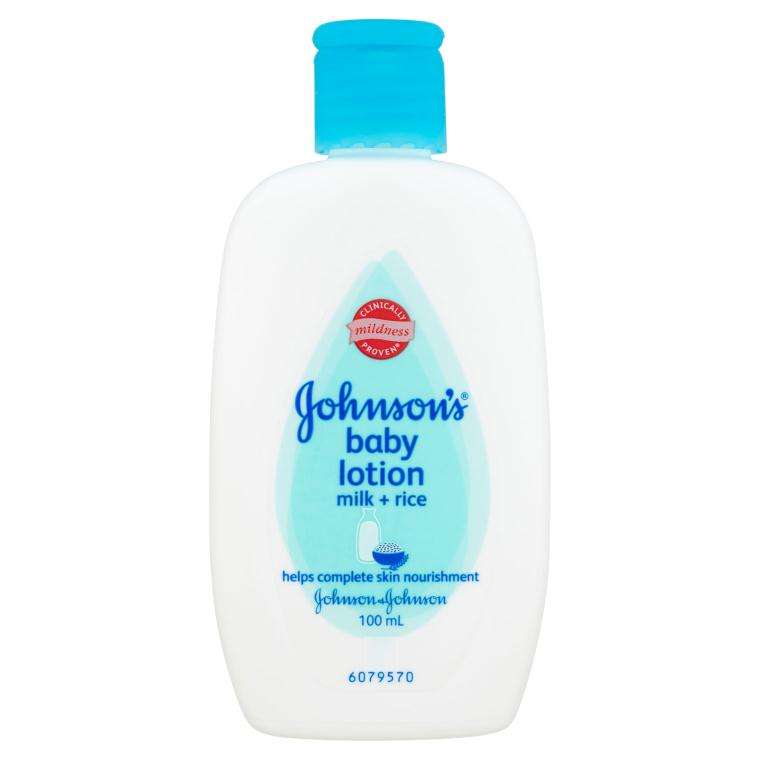 CLINICALLY
mildness
PROVEN®
Johnson's®
baby
lotion
milk + rice
helps complete skin nourishment
Johnson & Johnson
100 mL
6079570